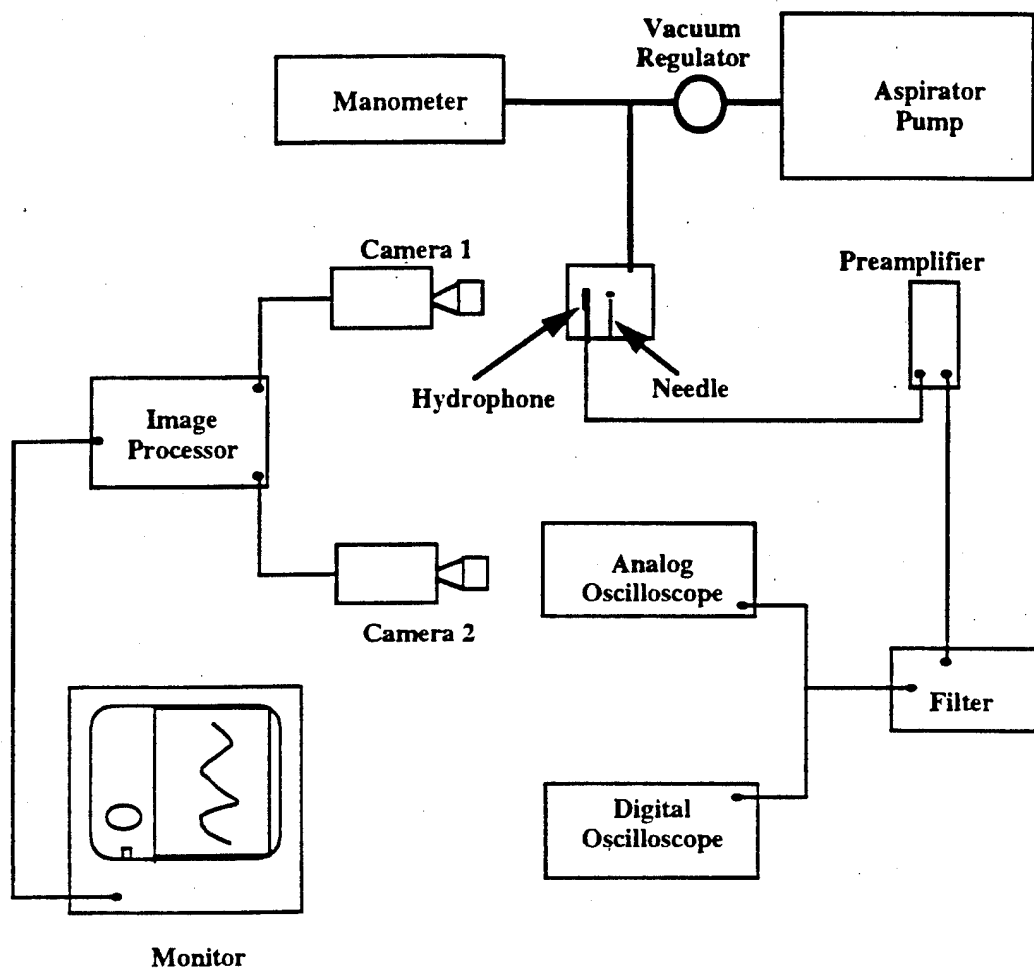 Vacuum
Regulator
Manometer
Aspirator
Pump
Camera 1
Preamplifier
Hydrophone
Needle
Image
Processor
Analog
Oscilloscope
Camera 2
Filter
Digital
Oscilloscope
Monitor